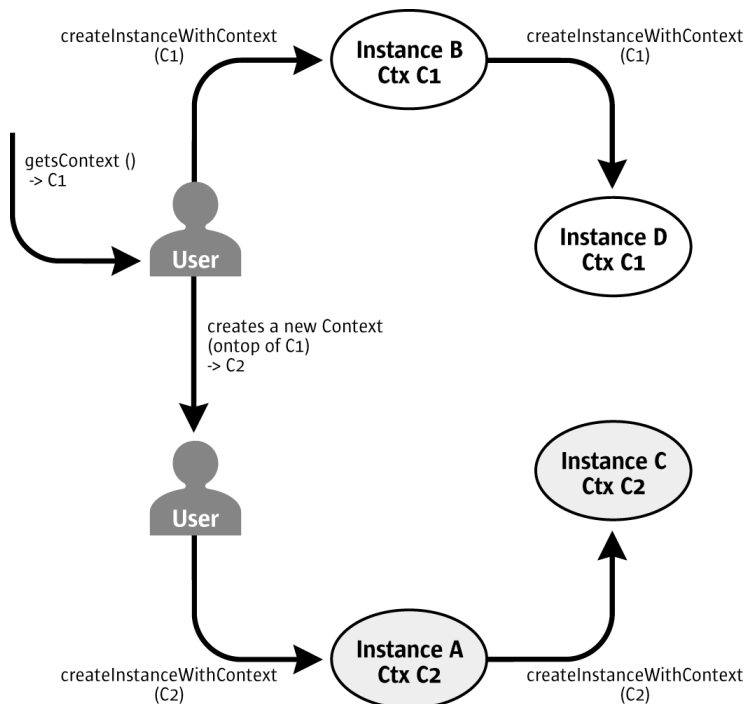 createInstanceWithContext
(C1)
Instance B
Ctx C1
createInstanceWithContext
(C1)
getsContext ()
-> C1
User
Instance D
Ctx C1
creates a new Context
(ontop of C1)
-> C2
User
Instance C
Ctx C2
createInstanceWithContext
(C2)
Instance A
Ctx C2
createInstanceWithContext
(C2)